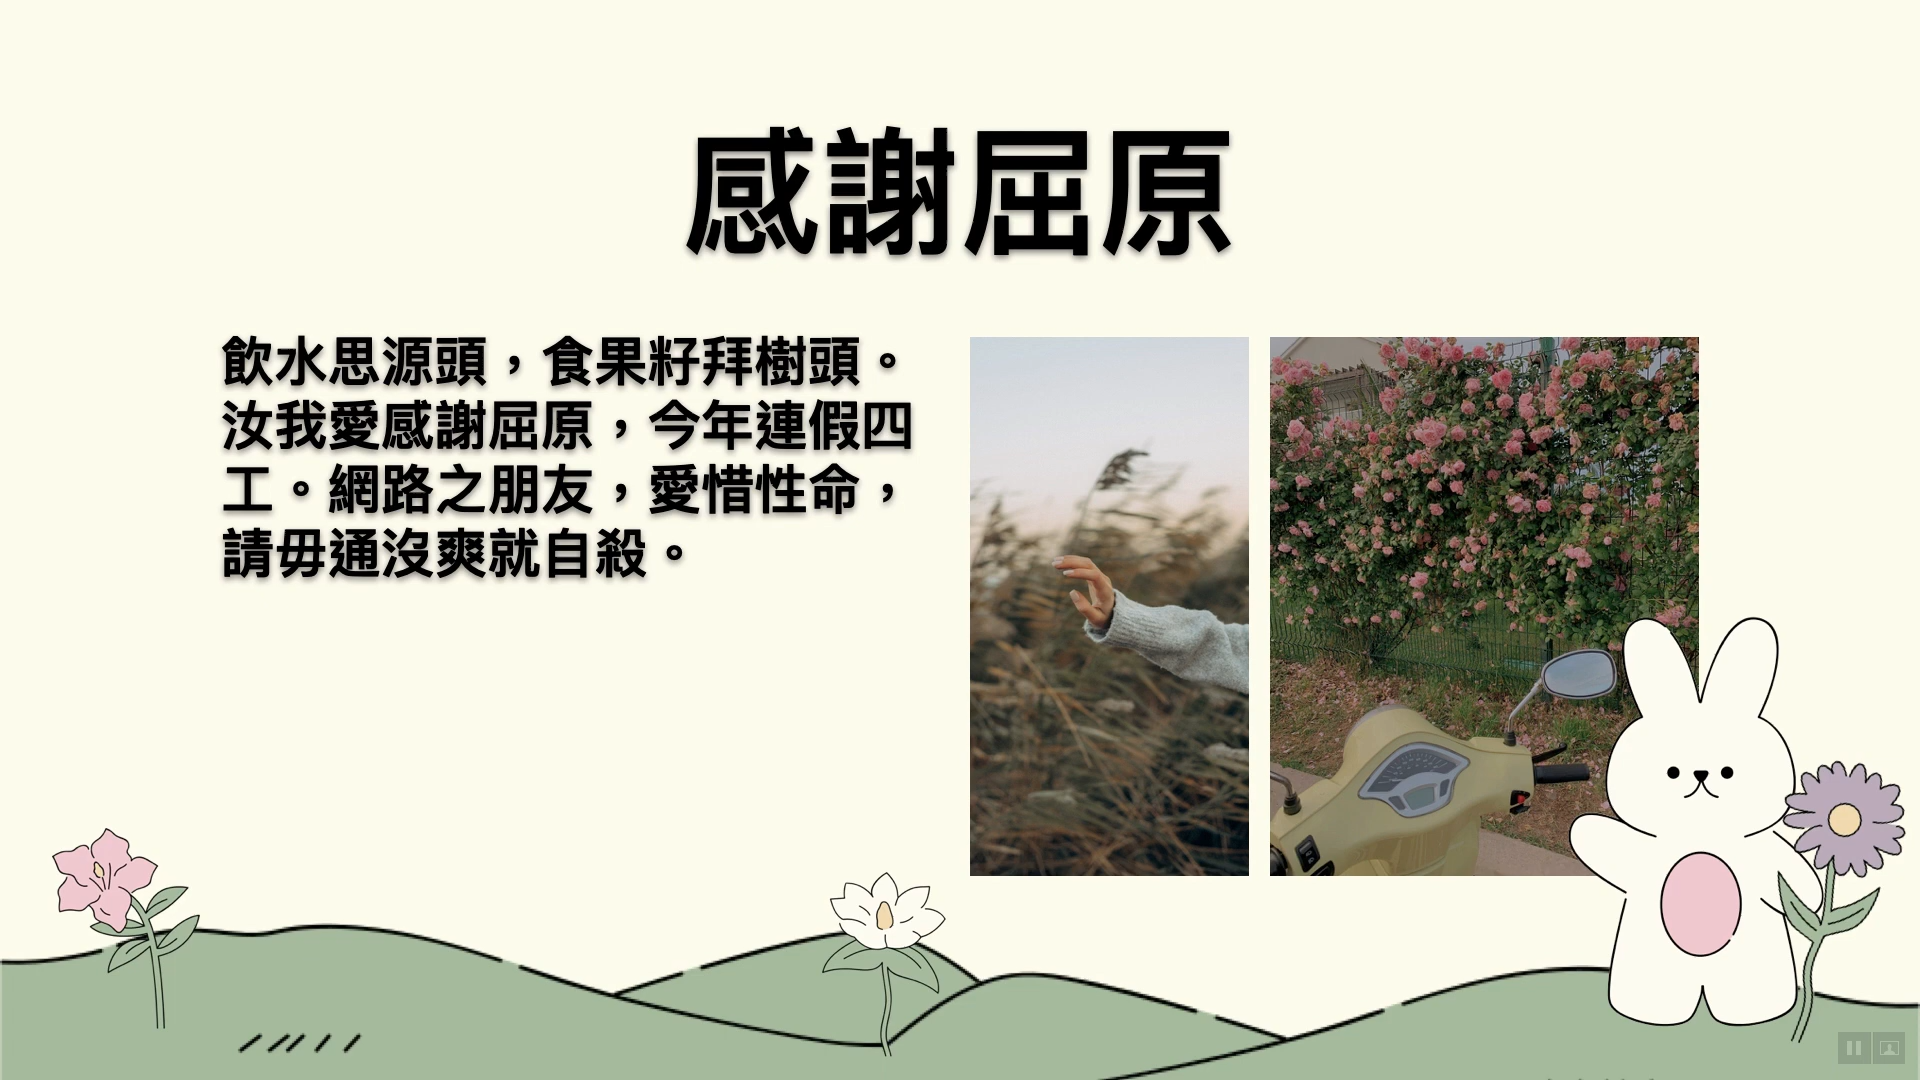 感謝屈原
飲水思源頭，食果籽拜樹頭。
汝我愛感謝屈原，今年連假四
工。網路之朋友，愛惜性命，
請毋通沒爽就自殺。